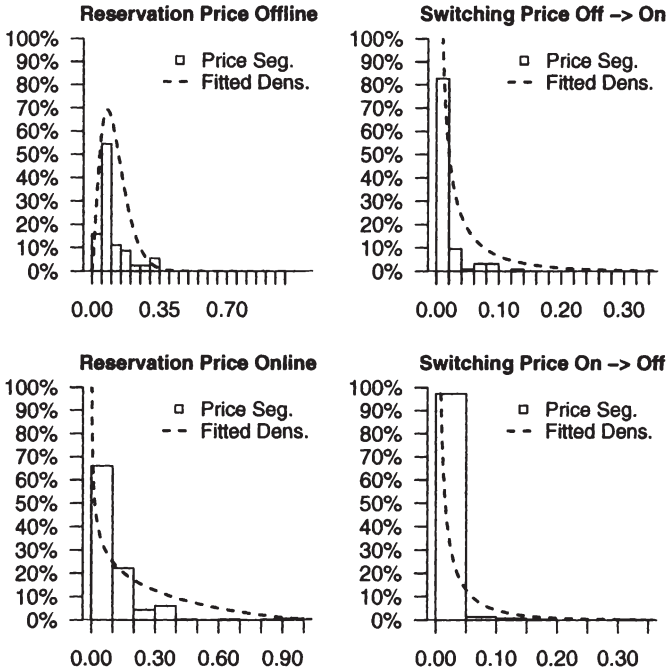 Reservation Price Offline
100%
90%
80%
70%
60%
50%
40%
30%
20%
10%
0%
Price Seg.
Fitted Dens.
0.00 0.35 0.70
Switching Price Off -> On
100%
90%
80%
70%
60%
50%
40%
30%
20%
10%
0%
Price Seg.
Fitted Dens.
0.00 0.10 0.20 0.30
Reservation Price Online
100%
90%
80%
70%
60%
50%
40%
30%
20%
10%
0%
Price Seg.
Fitted Dens.
0.00 0.30 0.60 0.90
Switching Price On -> Off
100%
90%
80%
70%
60%
50%
40%
30%
20%
10%
0%
Price Seg.
Fitted Dens.
0.00 0.10 0.20 0.30